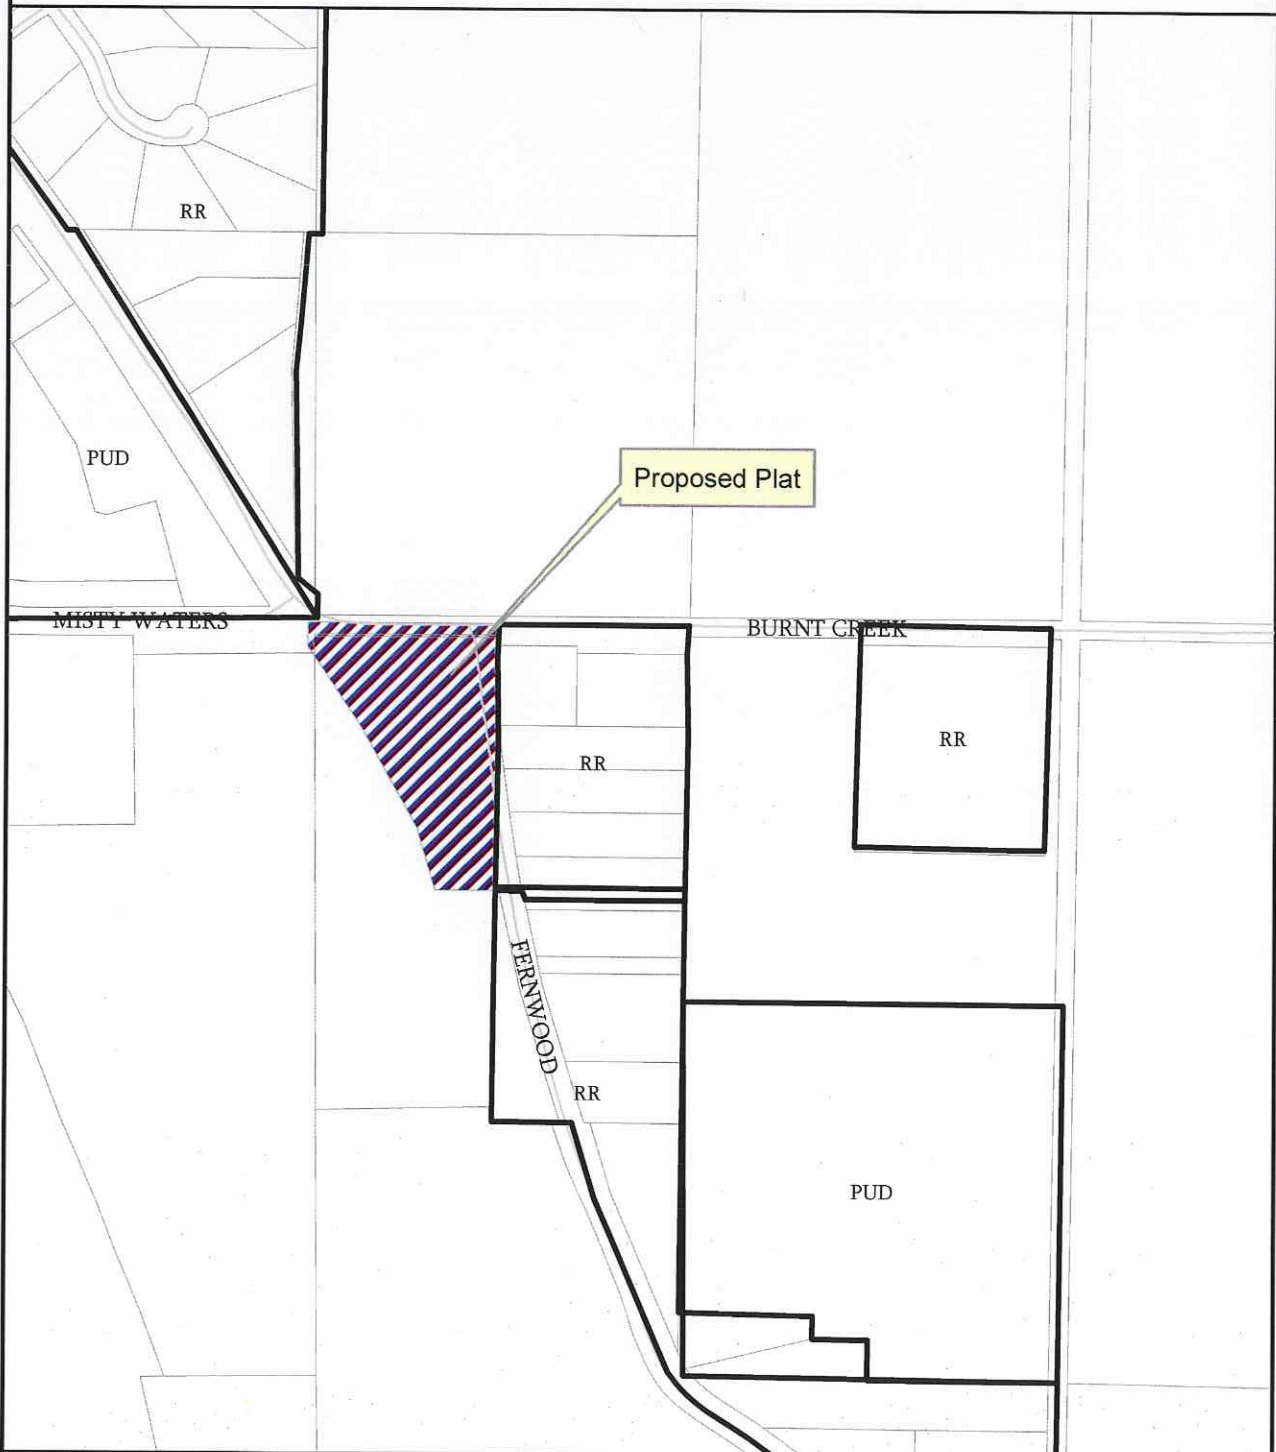 RR
PUD
Proposed Plat
MISTY WATERS
BURNT CREEK
RR
RR
FERNWOOD
RR
PUD